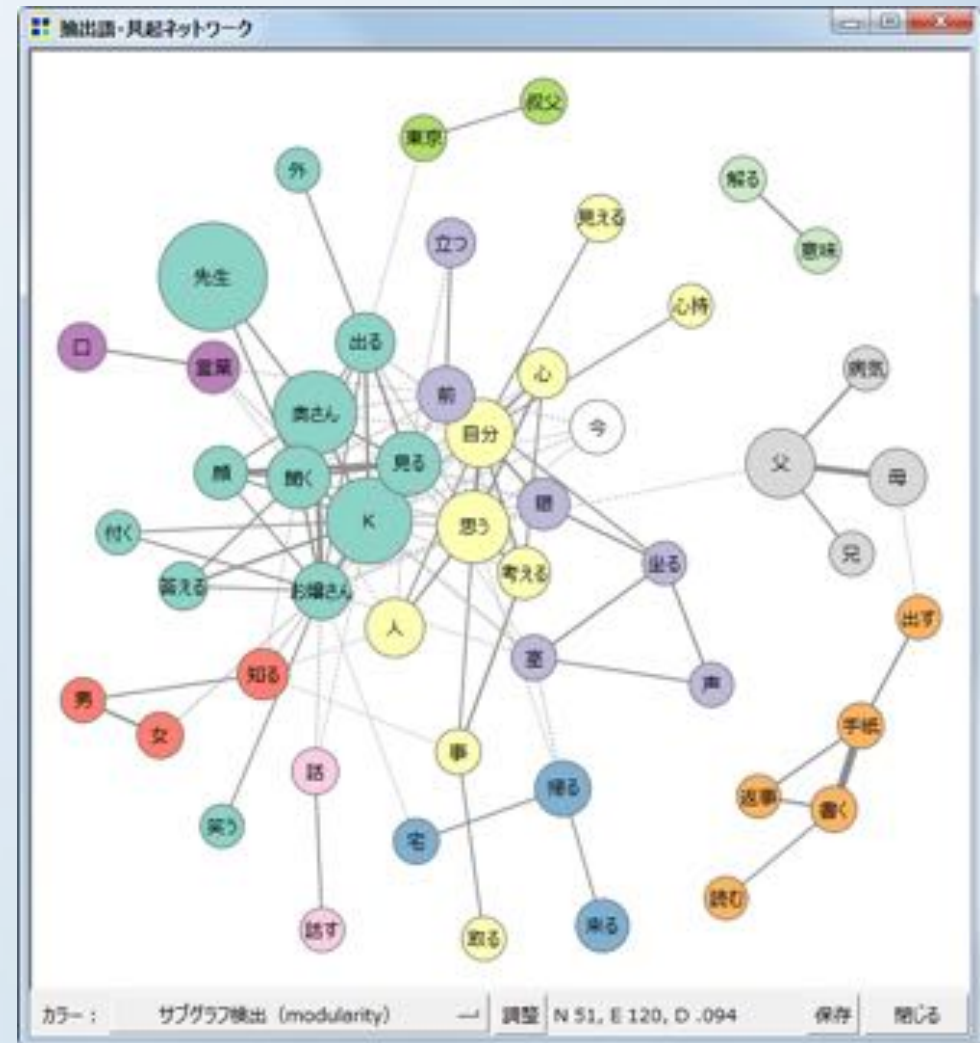 抽出語・共起ネットワーク
叔父
東京
外
解る
見える
意味
立つ
先生
心持
口
言葉
出る
病気
心
前
奥さん
今
自分
顔
聞く
見る
父
母
眼
K
思う
付く
兄
坐る
考える
答える
お嬢さん
出す
人
室
知る
声
男
女
手紙
事
話
帰る
返事
書く
笑う
宅
読む
話す
取る
来る
カラー： サブグラフ検出 (modularity) 調整 N 51, E 120, D .094 保存 閉じる